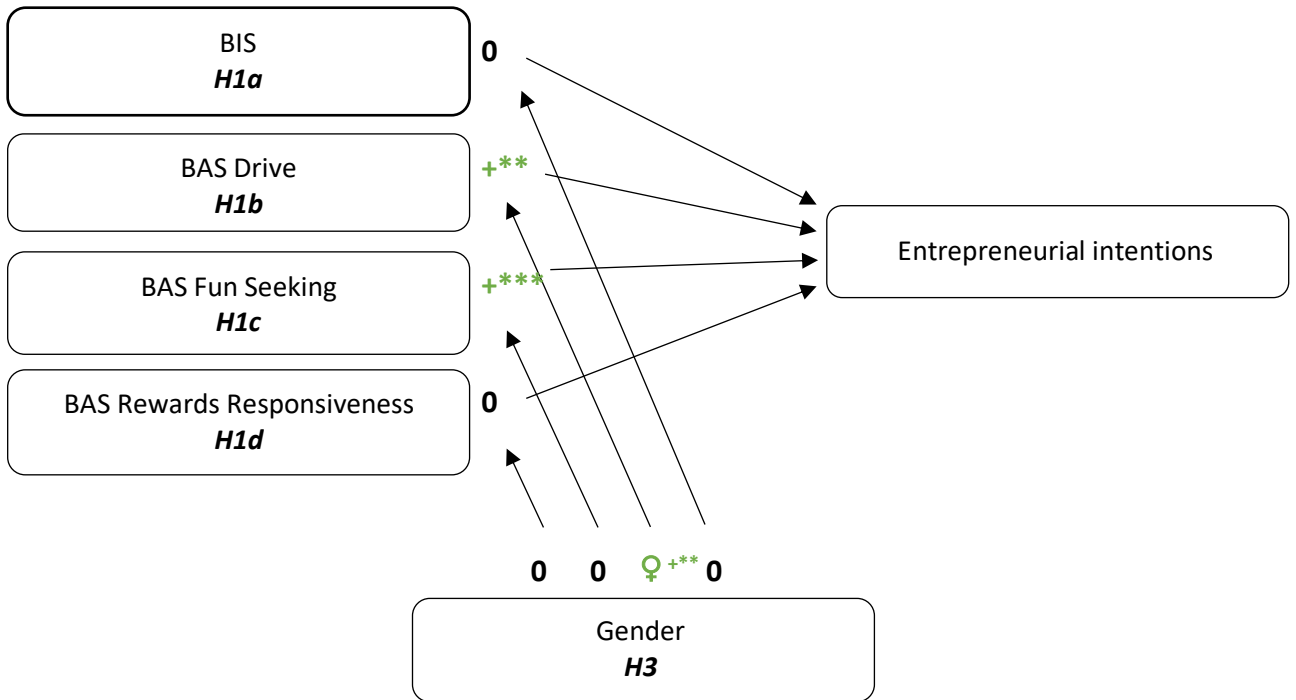 BIS
H1a
0
BAS Drive
H1b
+**
BAS Fun Seeking
H1c
+***
BAS Rewards Responsiveness
H1d
0
Entrepreneurial intentions
0 0 ♀ +** 0
Gender
H3